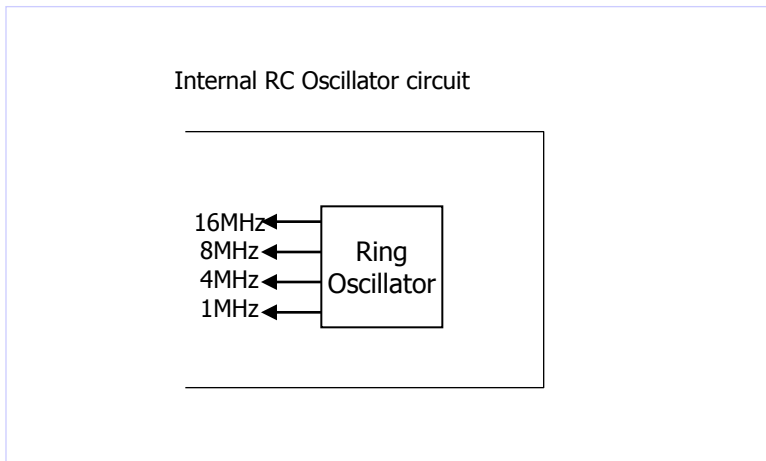 Internal RC Oscillator circuit
16MHz
8MHz
4MHz
1MHz
Ring
Oscillator